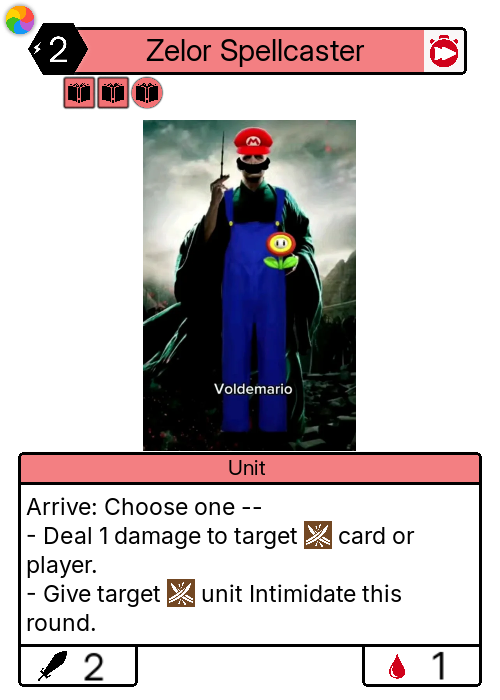 2
Zelor Spellcaster
M
Voldemario
Unit
Arrive: Choose one --
- Deal 1 damage to target card or
player.
- Give target unit Intimidate this
round.
2
1